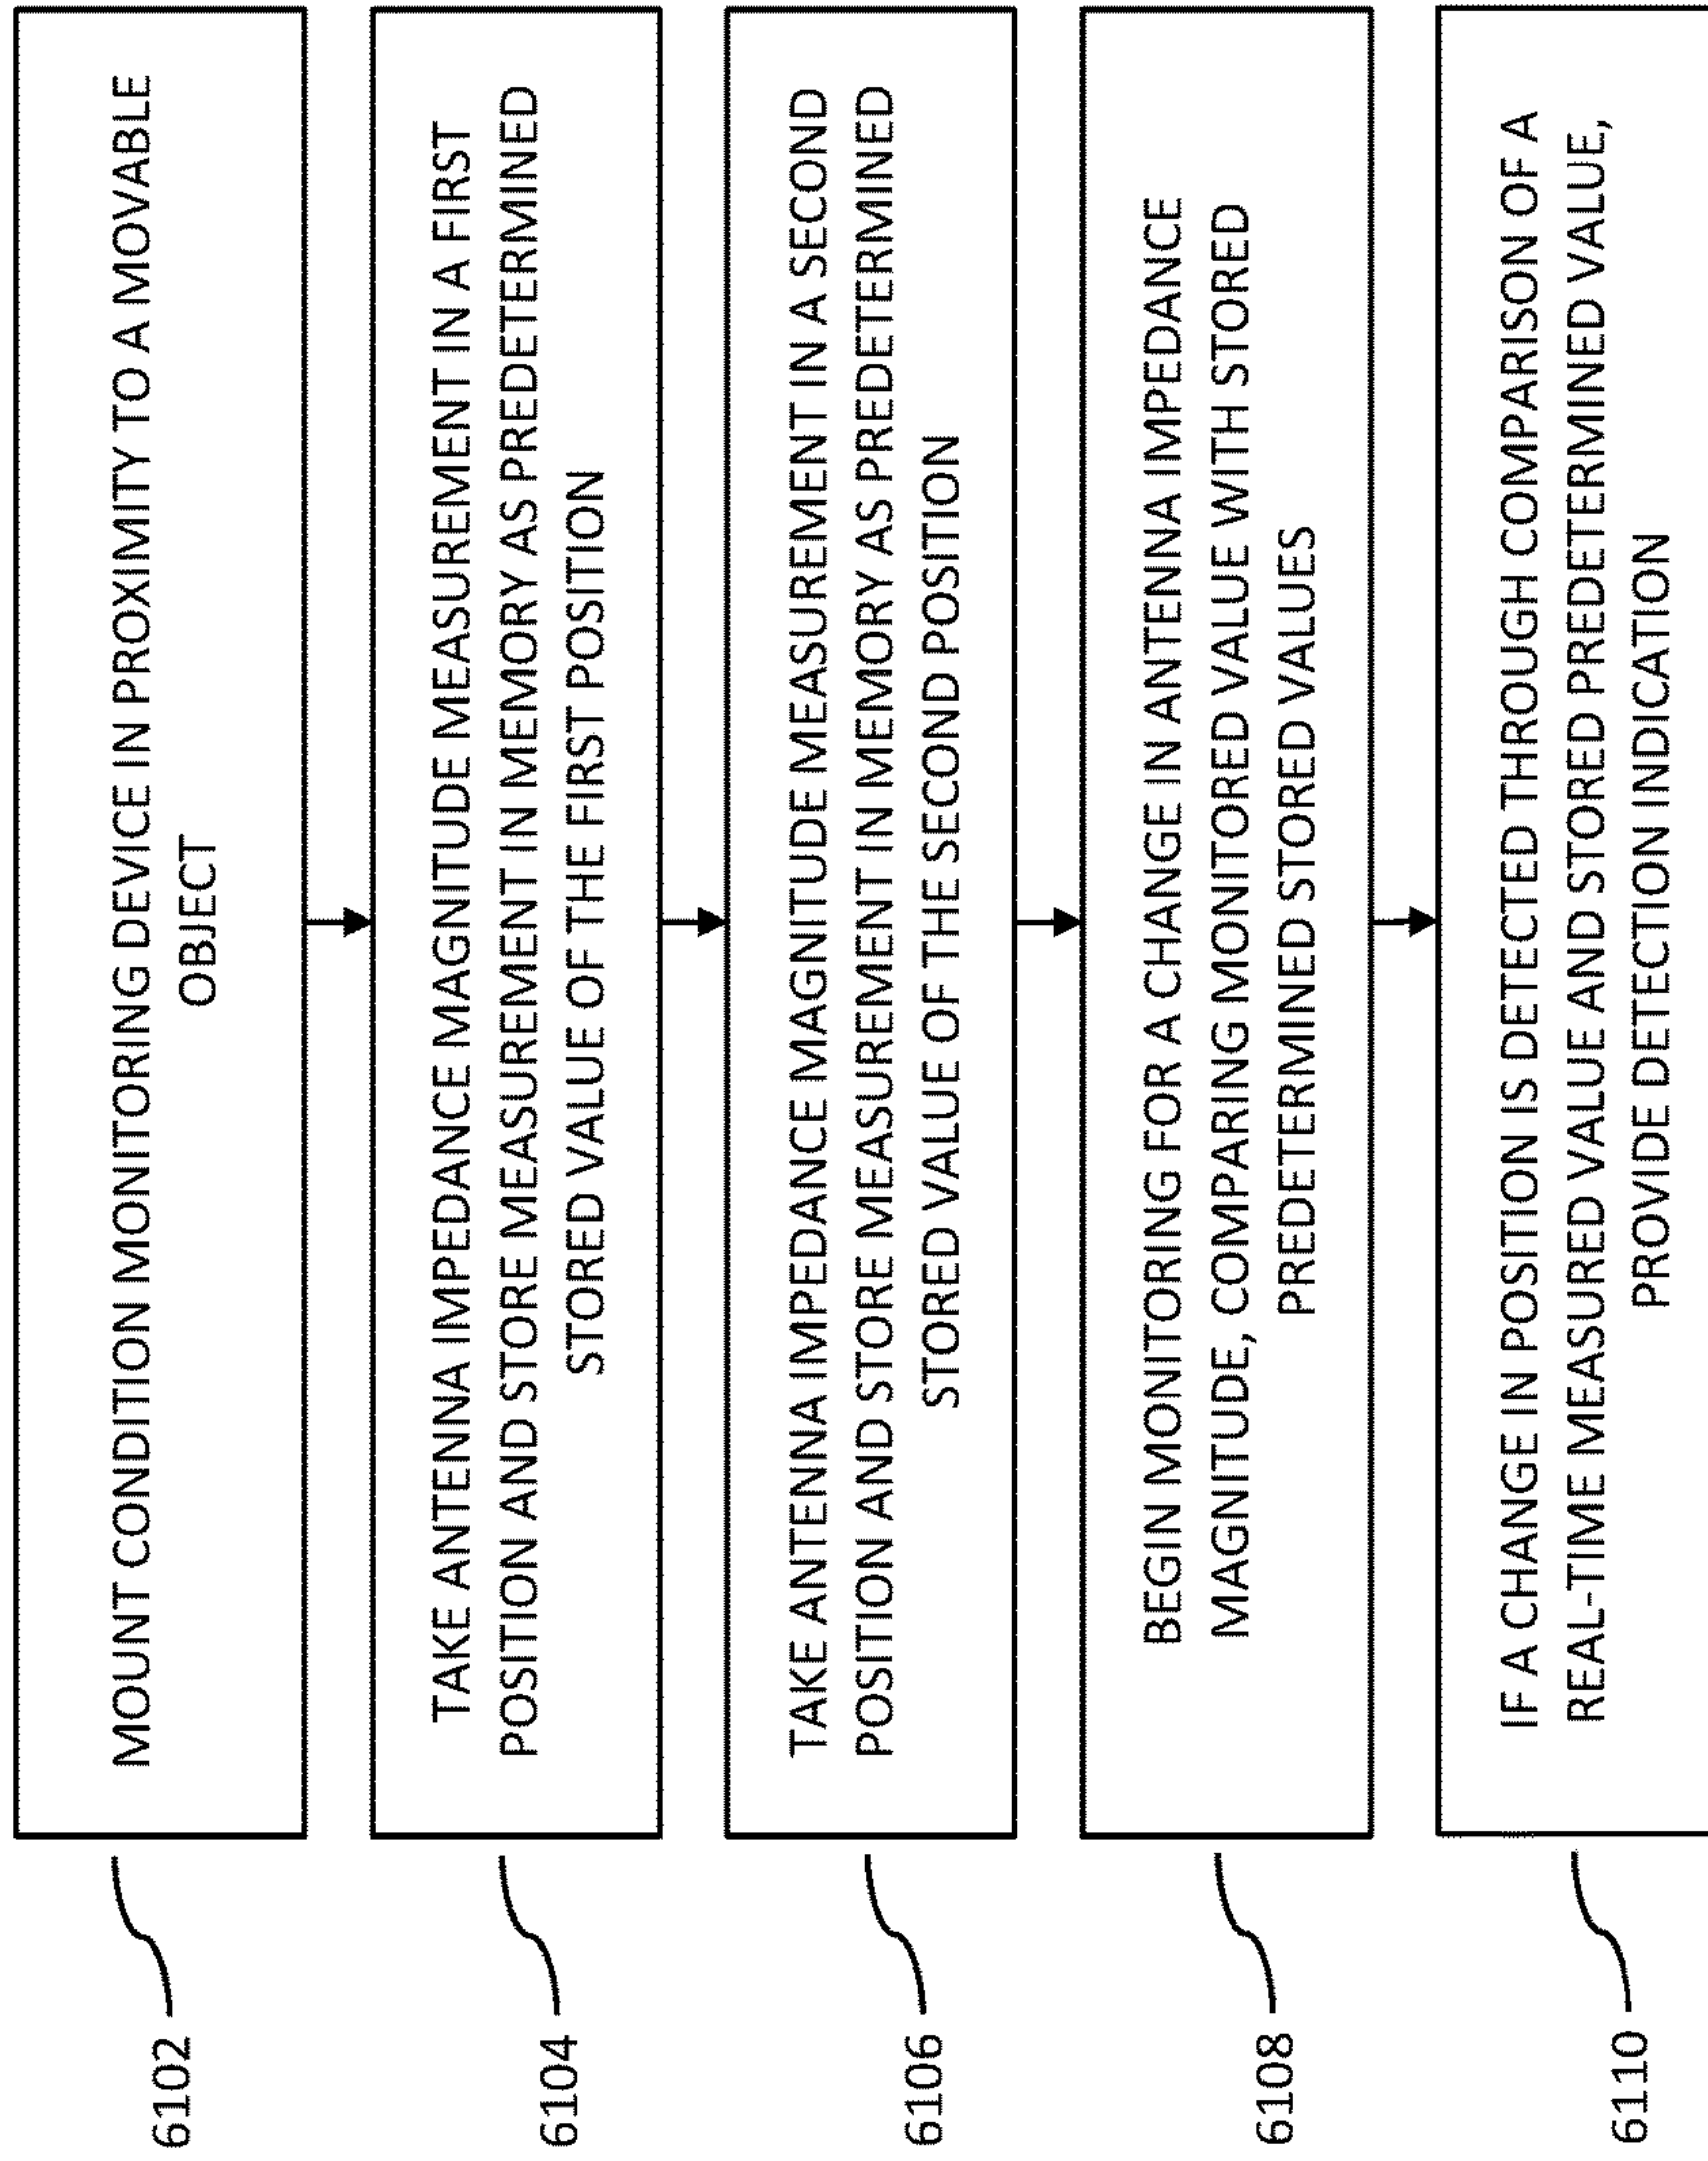 6102
MOUNT CONDITION MONITORING DEVICE IN PROXIMITY TO A MOVABLE
OBJECT
6104
TAKE ANTENNA IMPEDANCE MAGNITUDE MEASUREMENT IN A FIRST
POSITION AND STORE MEASUREMENT IN MEMORY AS PREDETERMINED
STORED VALUE OF THE FIRST POSITION
6106
TAKE ANTENNA IMPEDANCE MAGNITUDE MEASUREMENT IN A SECOND
POSITION AND STORE MEASUREMENT IN MEMORY AS PREDETERMINED
STORED VALUE OF THE SECOND POSITION
6108
BEGIN MONITORING FOR A CHANGE IN ANTENNA IMPEDANCE
MAGNITUDE, COMPARING MONITORED VALUE WITH STORED
PREDETERMINED STORED VALUES
6110
IF A CHANGE IN POSITION IS DETECTED THROUGH COMPARISON OF A
REAL-TIME MEASURED VALUE AND STORED PREDETERMINED VALUE,
PROVIDE DETECTION INDICATION